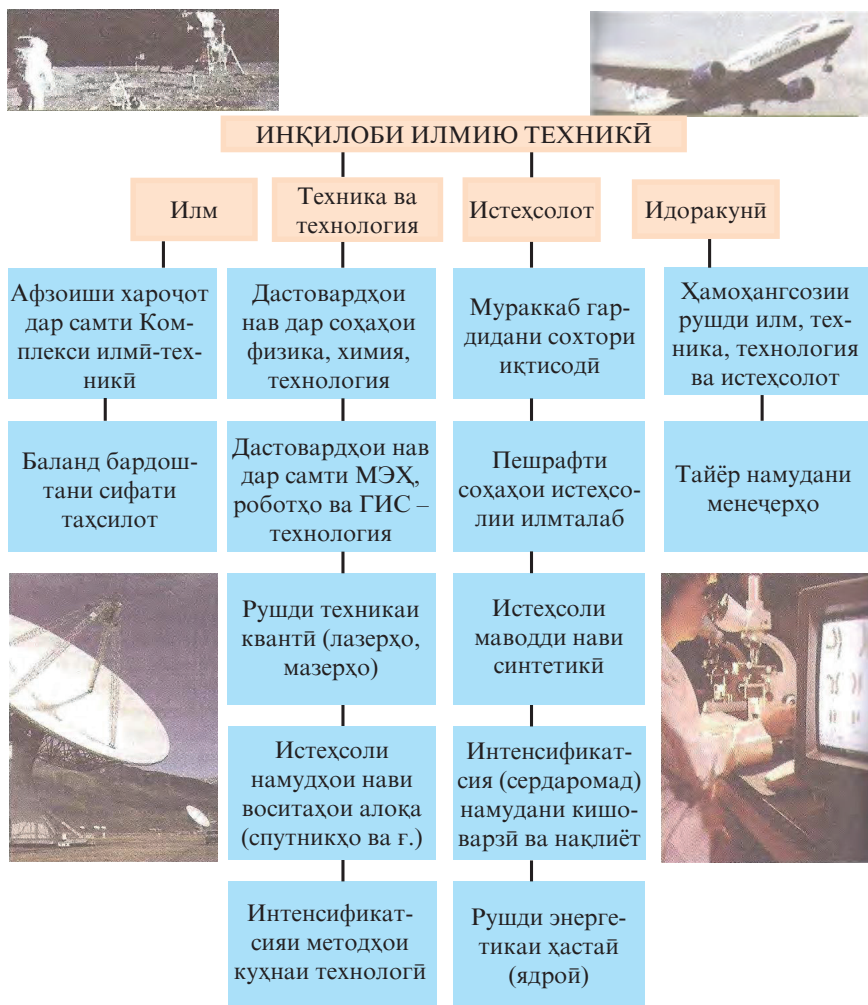 ИНҚИЛОБИ ИЛМИЮ ТЕХНИКӢ
Илм
Техника ва
технология
Истеҳсолот
Идоракунӣ
Афзоиши хароҷот
дар самти Ком-
плекси илмӣ-тех-
никӣ
Дастовардҳои
нав дар соҳаҳои
физика, химия,
технология
Мураккаб гар-
дидани сохтори
иқтисодӣ
Ҳамоҳангсозии
рушди илм, тех-
ника, технология
ва истеҳсолот
Баланд бардош-
тани сифати
таҳсилот
Дастовардҳои нав
дар самти МЭҲ,
роботҳо ва ГИС –
технология
Пешрафти
соҳаҳои истеҳсо-
лии илмталаб
Тайёр намудани
менеҷерҳо
Рушди техникаи
квантӣ (лазерҳо,
мазерҳо)
Истеҳсоли
маводди нави
синтетикӣ
Истеҳсоли
намудҳои нави
воситаҳои алоқа
(спутникҳо ва ғ.)
Интенсификат-
сия (сердаромад)
намудани кишо-
варзӣ ва нақлиёт
Интенсификат-
сияи методҳои
куҳнаи технологӣ
Рушди энерге-
тикаи ҳастаӣ
(ядроӣ)